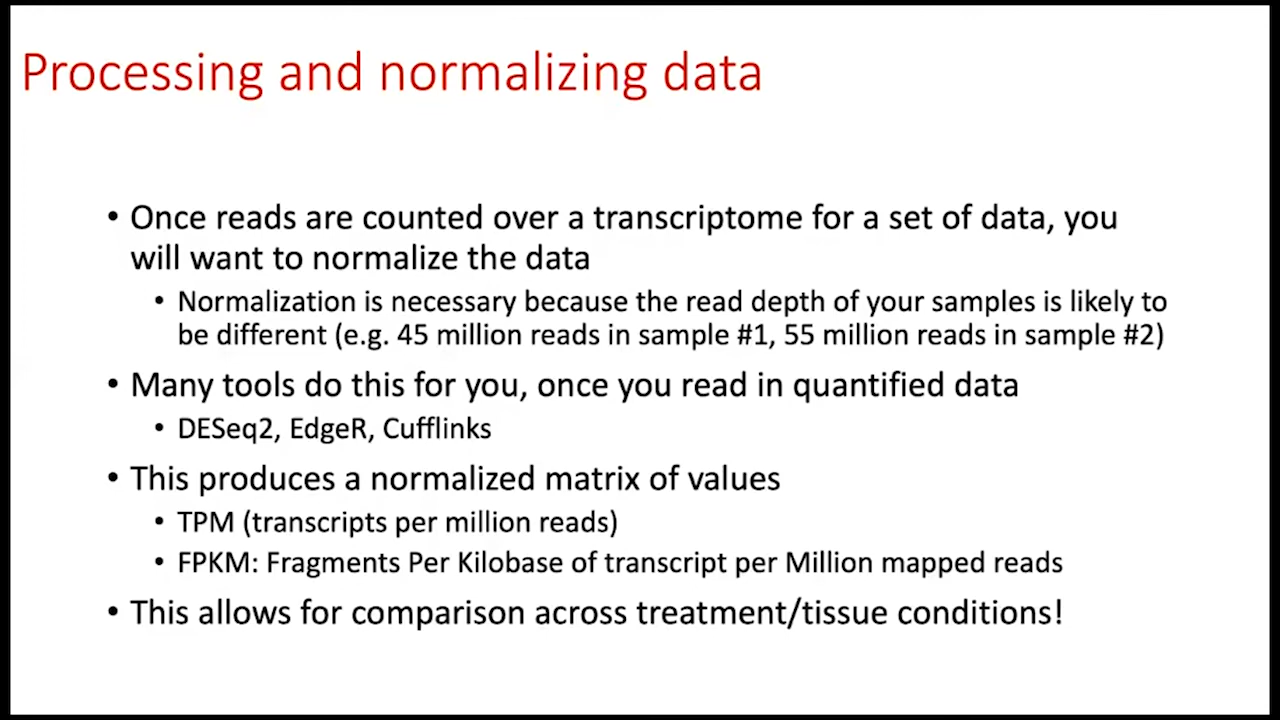 Processing and normalizing data
• Once reads are counted over a transcriptome for a set of data, you
will want to normalize the data
• Normalization is necessary because the read depth of your samples is likely to
be different (e.g. 45 million reads in sample #1, 55 million reads in sample #2)
• Many tools do this for you, once you read in quantified data
• DESeq2, EdgeR, Cufflinks
• This produces a normalized matrix of values
• TPM (transcripts per million reads)
• FPKM: Fragments Per Kilobase of transcript per Million mapped reads
• This allows for comparison across treatment/tissue conditions!